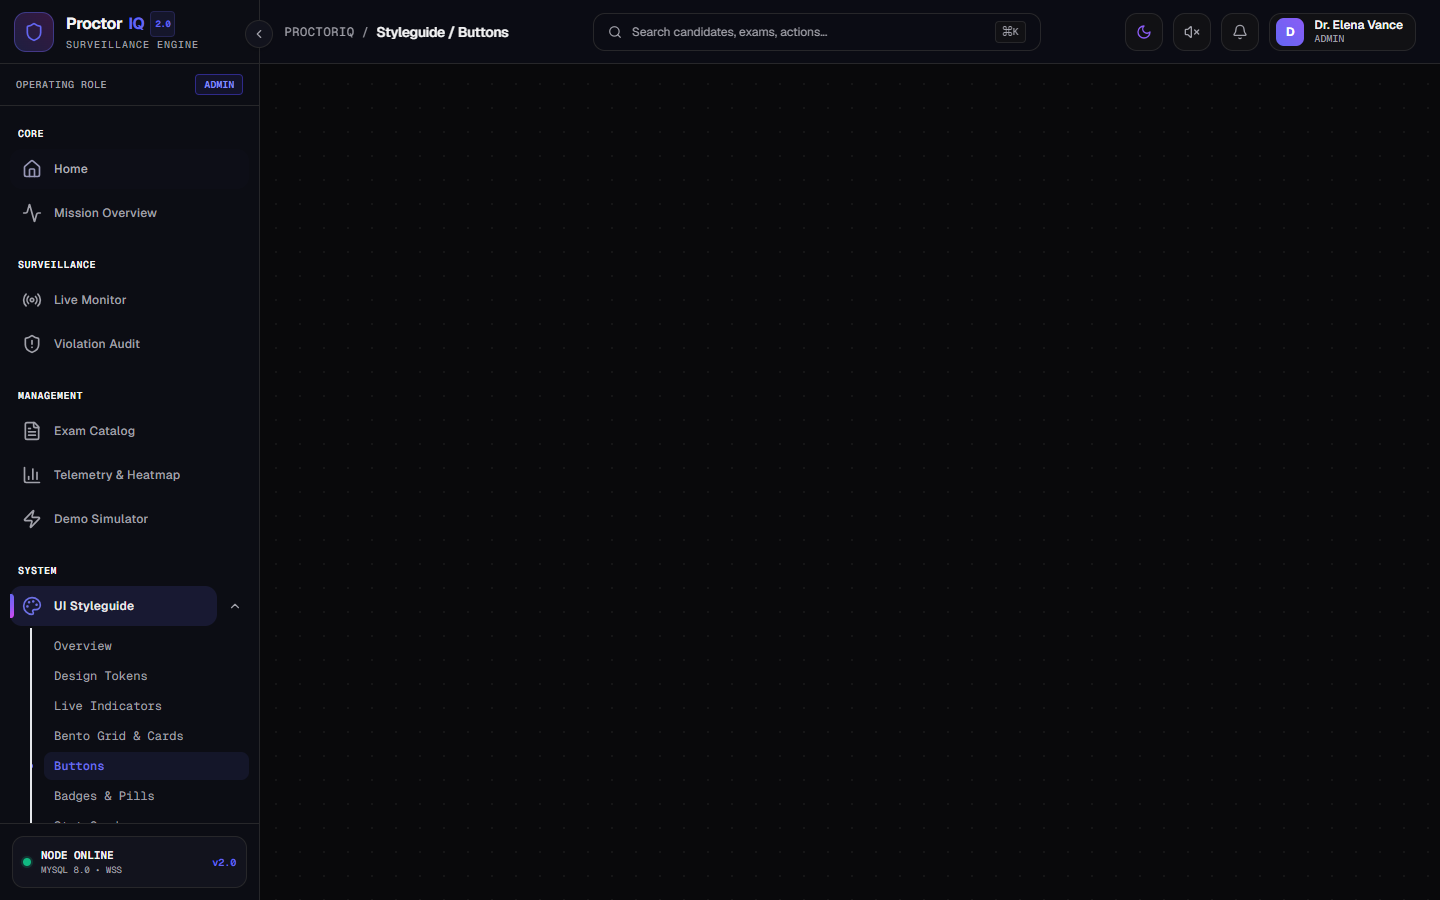 Proctor IQ 2.0
SURVEILLANCE ENGINE
PROCTORIQ / Styleguide / Buttons
Search candidates, exams, actions...
⌘K
D
Dr. Elena Vance
ADMIN
OPERATING ROLE
ADMIN
CORE
Home
Mission Overview
SURVEILLANCE
Live Monitor
Violation Audit
MANAGEMENT
Exam Catalog
Telemetry & Heatmap
Demo Simulator
SYSTEM
UI Styleguide
Overview
Design Tokens
Live Indicators
Bento Grid & Cards
Buttons
Badges & Pills
NODE ONLINE
MYSQL 8.0 • WSS
v2.0